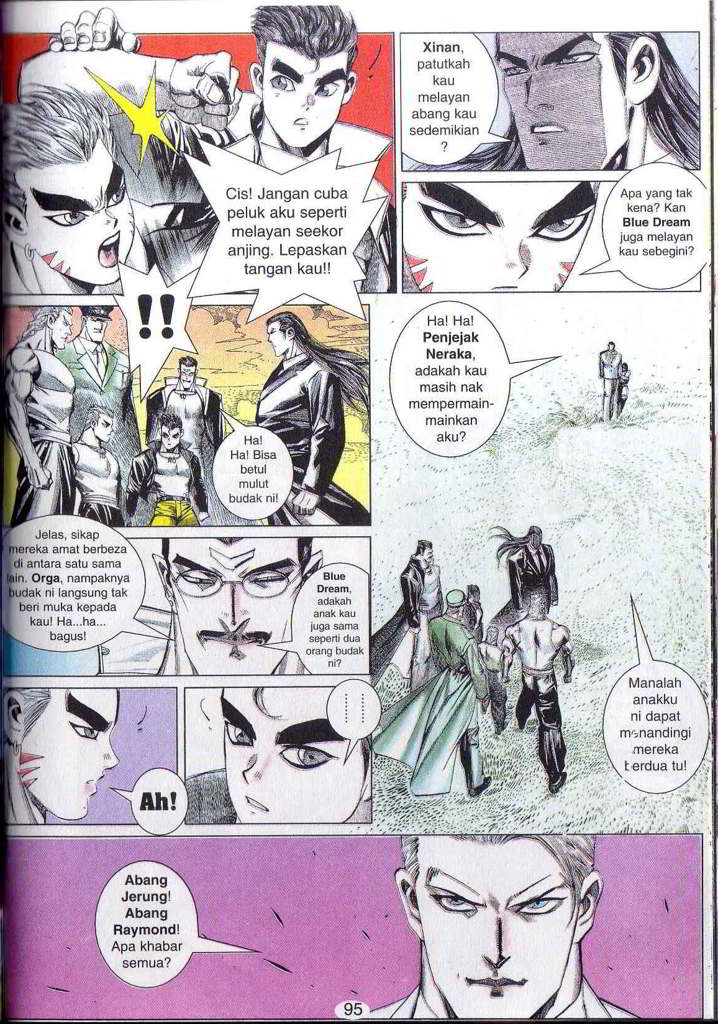 Cis! Jangan cuba
peluk aku seperti
melayan seekor
anjing. Lepaskan
tangan kau!!
Xinan,
patutkah
kau
melayan
abang kau
sedemikian
?
Apa yang tak
kena? Kan
Blue Dream
juga melayan
kau sebegini?
!!
Ha!
Ha! Bisa
betul
mulut
budak ni!
Ha! Ha!
Penjejak
Neraka,
adakah kau
masih nak
mempermain-
mainkan
aku?
Jelas, sikap
mereka amat berbeza
di antara satu sama
lain. Orga, nampaknya
budak ni langsung tak
beri muka kepada
kau! Ha...ha...
bagus!
Blue
Dream,
adakah
anak kau
juga sama
seperti dua
orang budak
ni?
Manalah
anakku
ni dapat
menandingi
mereka
berdua tu!
Ah!
......
Abang
Jerung!
Abang
Raymond!
Apa khabar
semua?
95